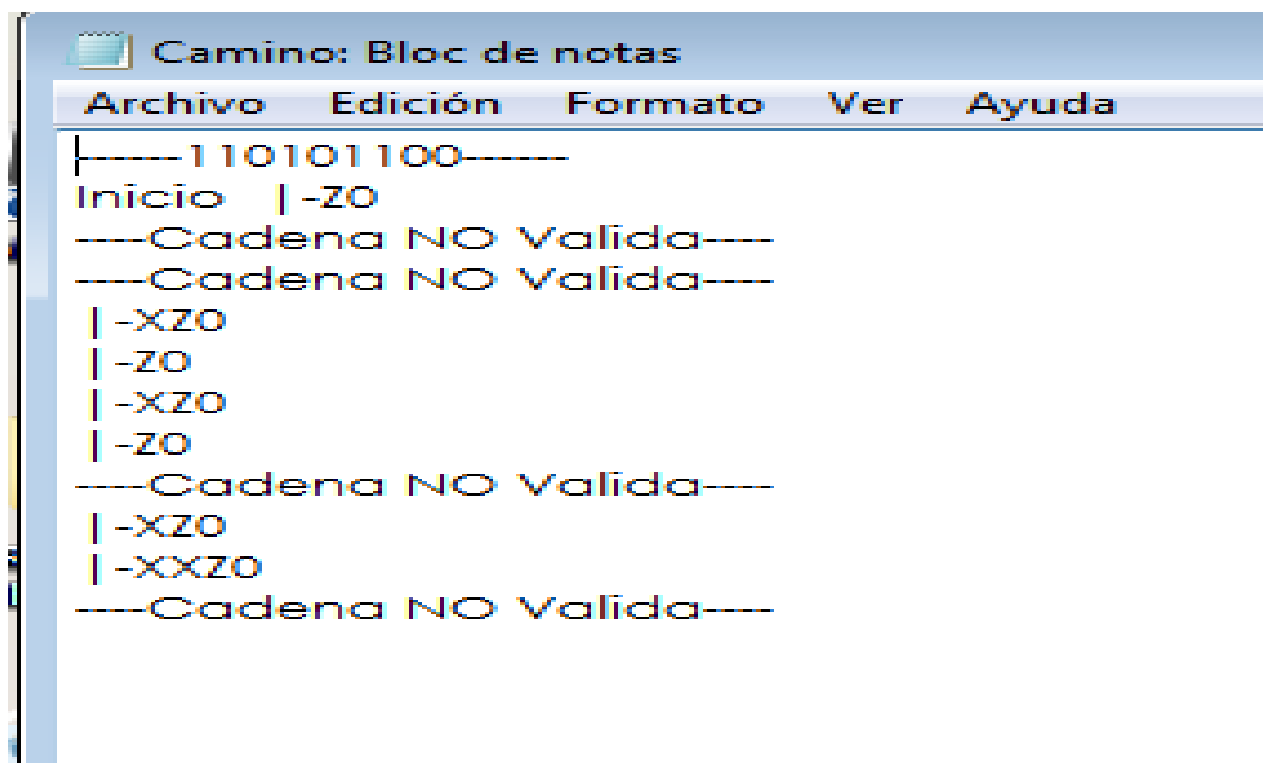 Camino: Bloc de notas
Archivo Edición Formato Ver Ayuda
------110101100------
Inicio |-Z0
----Cadena NO Valida----
----Cadena NO Valida----
|-XZ0
|-Z0
|-XZ0
|-Z0
----Cadena NO Valida----
|-XZ0
|-XXZ0
----Cadena NO Valida----